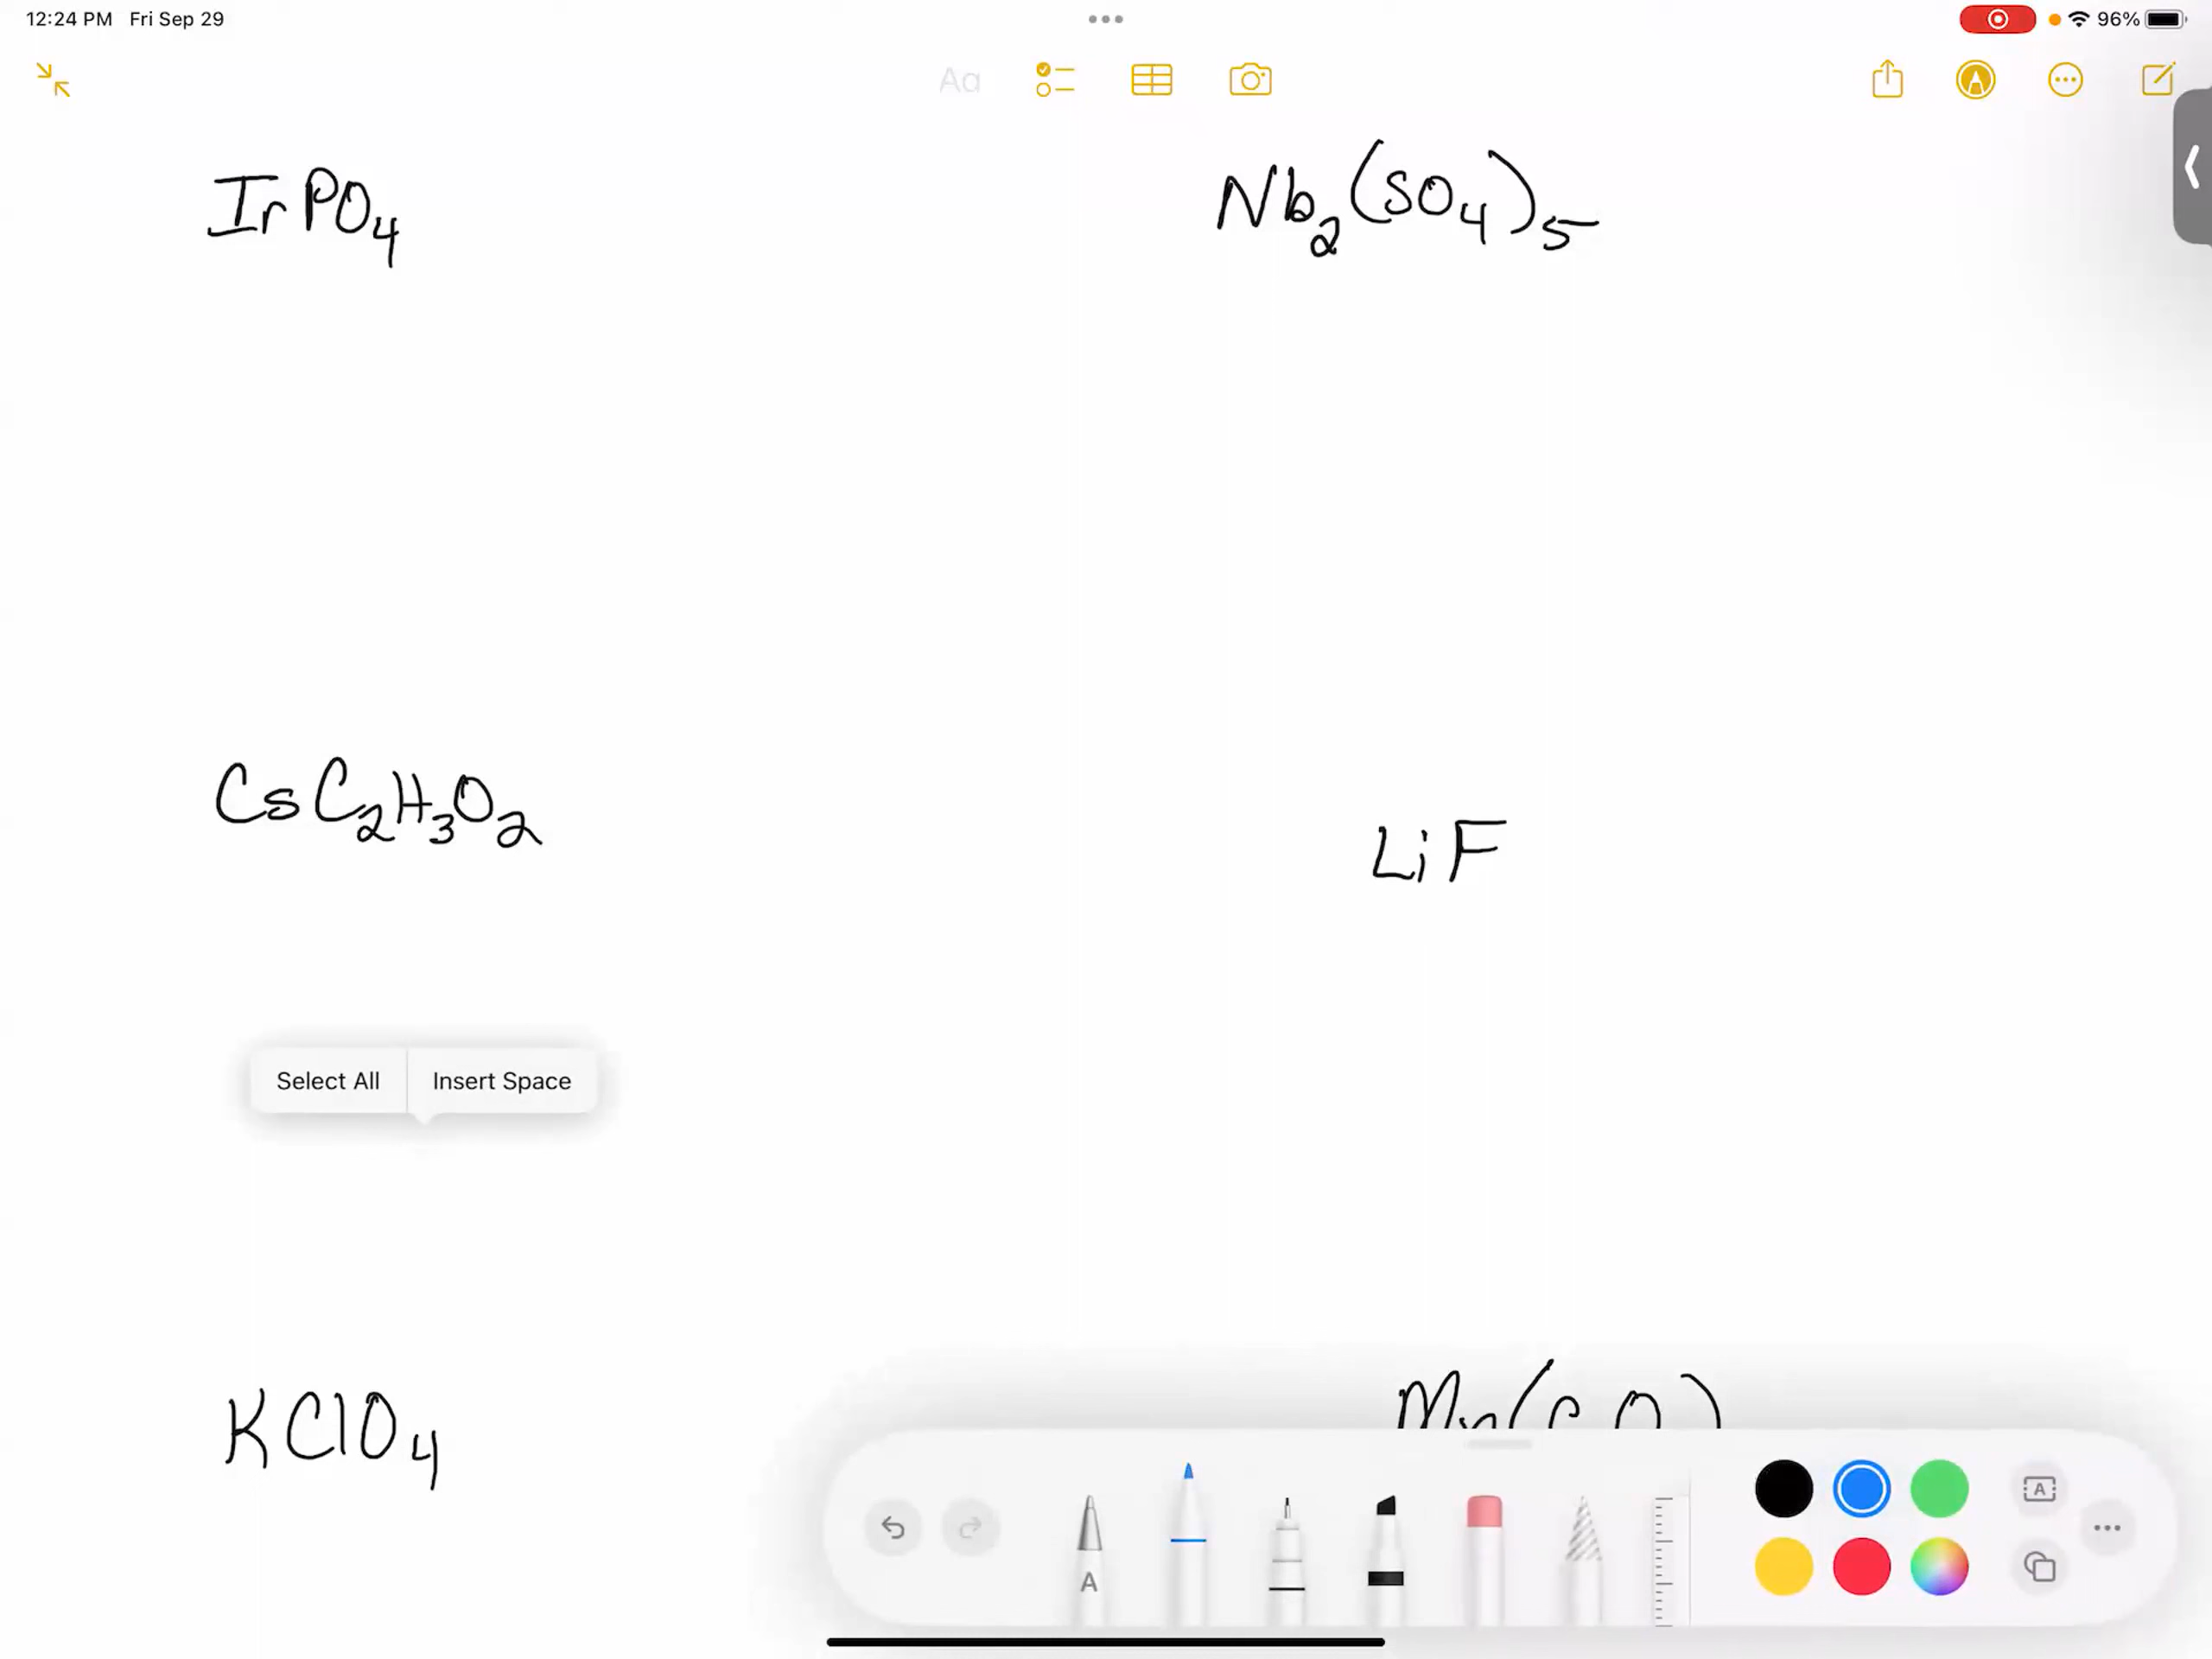 12:24 PM Fri Sep 29
96%
Aa
IrPO₄
Nb₂(SO₄)₅
CsC₂H₃O₂
LiF
Select All Insert Space
KClO₄
A
A